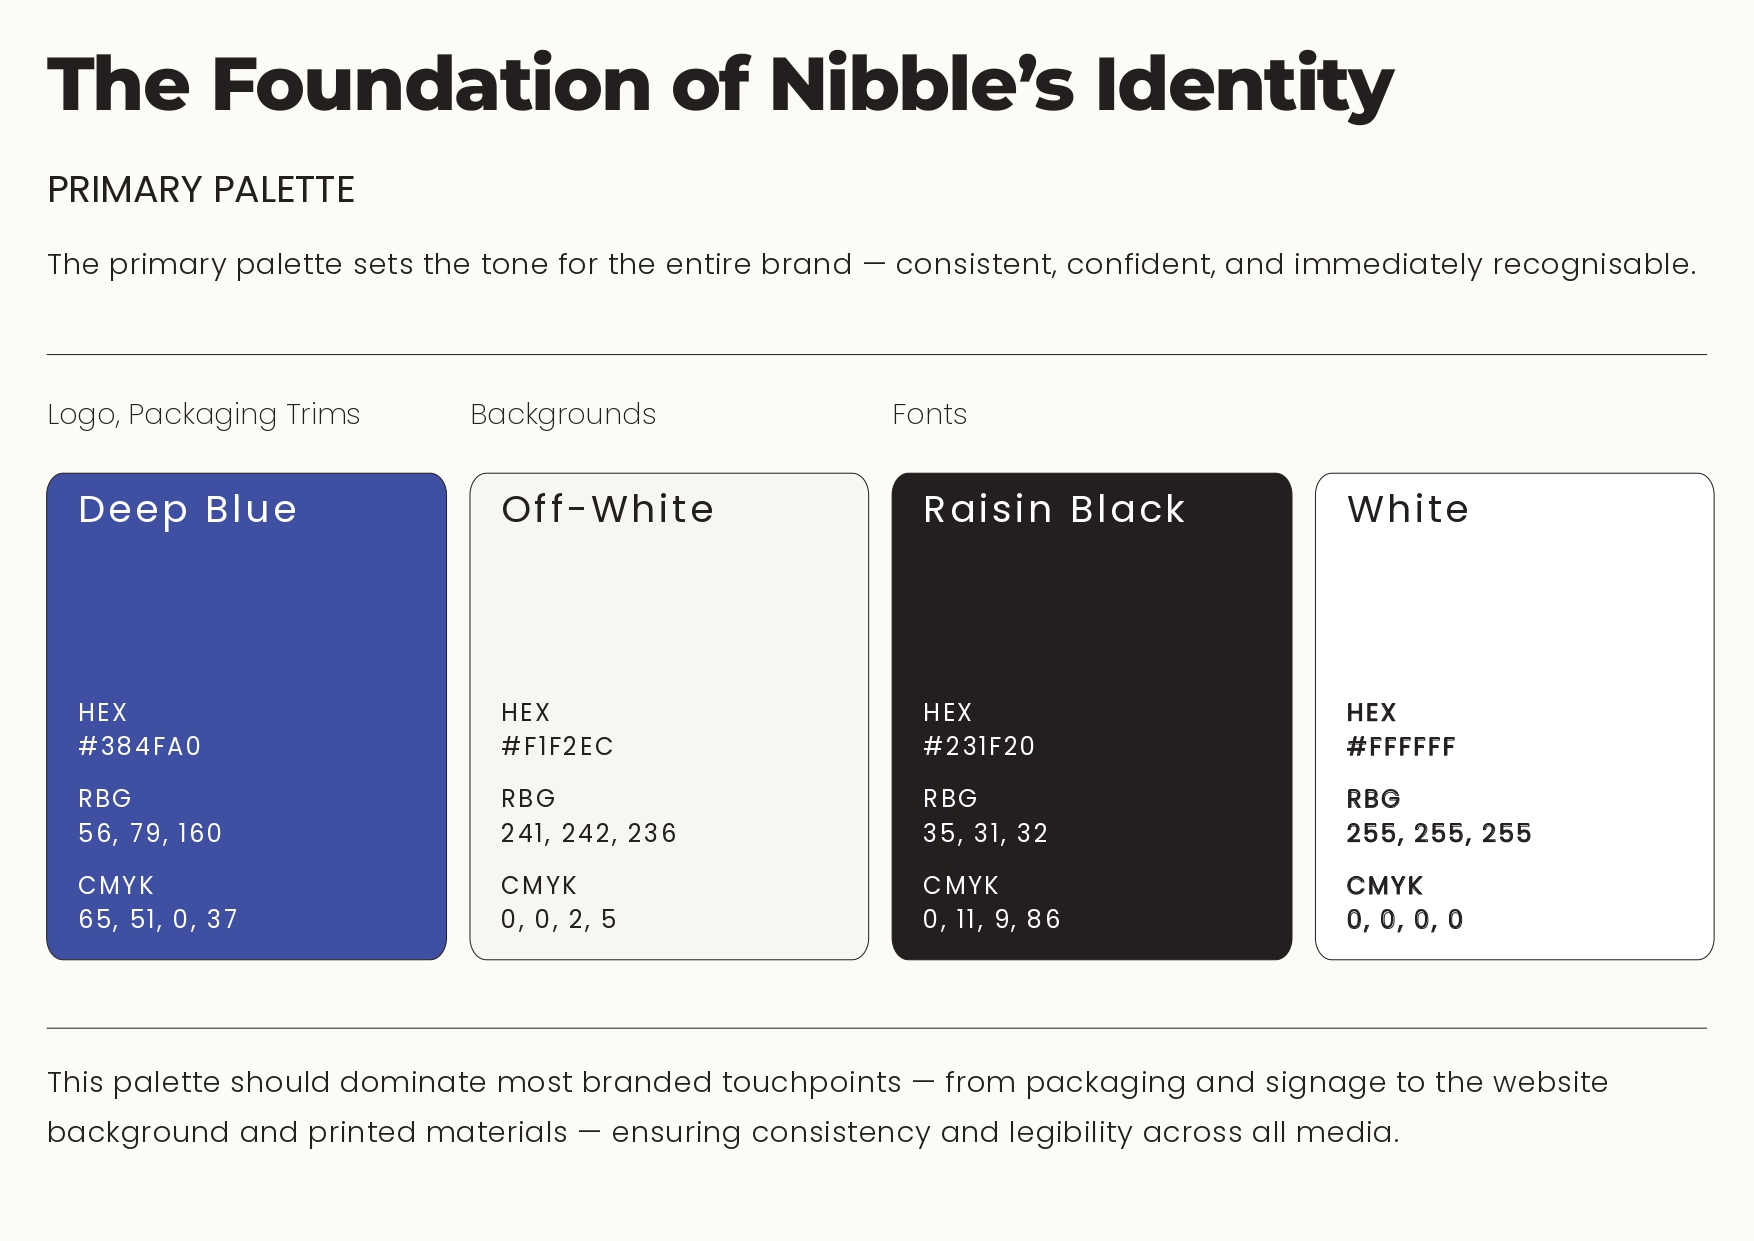 The Foundation of Nibble’s Identity
PRIMARY PALETTE
The primary palette sets the tone for the entire brand — consistent, confident, and immediately recognisable.
Logo, Packaging Trims
Backgrounds
Fonts
Deep Blue
HEX
#384FA0
RBG
56, 79, 160
CMYK
65, 51, 0, 37
Off-White
HEX
#F1F2EC
RBG
241, 242, 236
CMYK
0, 0, 2, 5
Raisin Black
HEX
#231F20
RBG
35, 31, 32
CMYK
0, 11, 9, 86
White
HEX
#FFFFFF
RBG
255, 255, 255
CMYK
0, 0, 0, 0
This palette should dominate most branded touchpoints — from packaging and signage to the website
background and printed materials — ensuring consistency and legibility across all media.